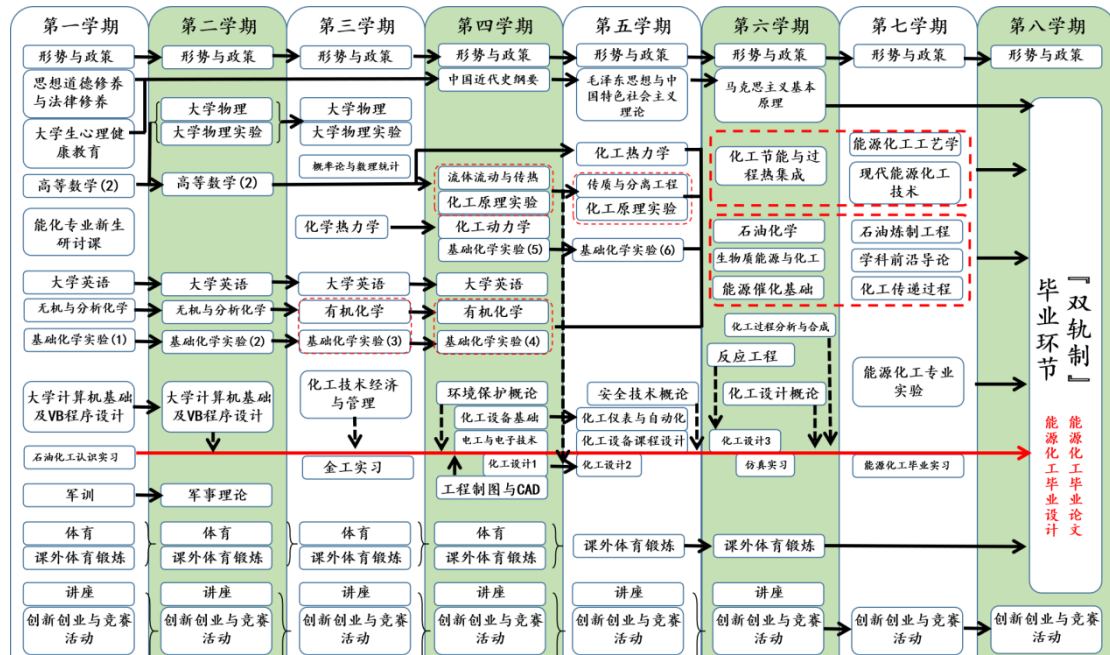 第一学期
第二学期
第三学期
第四学期
第五学期
第六学期
第七学期
第八学期
形势与政策
形势与政策
形势与政策
形势与政策
形势与政策
形势与政策
形势与政策
形势与政策
思想道德修养
与法律修养
中国近代史纲要
毛泽东思想与中
国特色社会主义
理论
马克思主义基本
原理
大学生心理健
康教育
大学物理
大学物理实验
大学物理
大学物理实验
概率论与数理统计
化工热力学
化工节能与过
程热集成
能源化工工艺学
现代能源化工
技术
高等数学(2)
高等数学(2)
流体流动与传热
化工原理实验
传质与分离工程
化工原理实验
能化专业新生
研讨课
化学热力学
化工动力学
基础化学实验(5)
基础化学实验(6)
石油化学
生物质能源与化工
能源催化基础
石油炼制工程
学科前沿导论
化工传递过程
大学英语
大学英语
大学英语
大学英语
无机与分析化学
无机与分析化学
有机化学
有机化学
基础化学实验(1)
基础化学实验(2)
基础化学实验(3)
基础化学实验(4)
化工过程分析与合成
反应工程
化工设计概论
能源化工专业
实验
大学计算机基础
及VB程序设计
大学计算机基础
及VB程序设计
化工技术经济
与管理
环境保护概论
化工设备基础
电工与电子技术
化工设计1
工程制图与CAD
安全技术概论
化工仪表与自动化
化工设备课程设计
化工设计2
化工设计3
仿真实习
能源化工毕业实习
石油化工认识实习
金工实习
军训
军事理论
体育
课外体育锻炼
体育
课外体育锻炼
体育
课外体育锻炼
体育
课外体育锻炼
课外体育锻炼
课外体育锻炼
讲座
讲座
讲座
讲座
讲座
讲座
创新创业与竞赛
活动
创新创业与竞赛
活动
创新创业与竞赛
活动
创新创业与竞赛
活动
创新创业与竞赛
活动
创新创业与竞赛
活动
创新创业与竞赛
活动
创新创业与竞赛
活动
『双轨制』
毕业环节
能源化工毕业论文
能源化工毕业设计